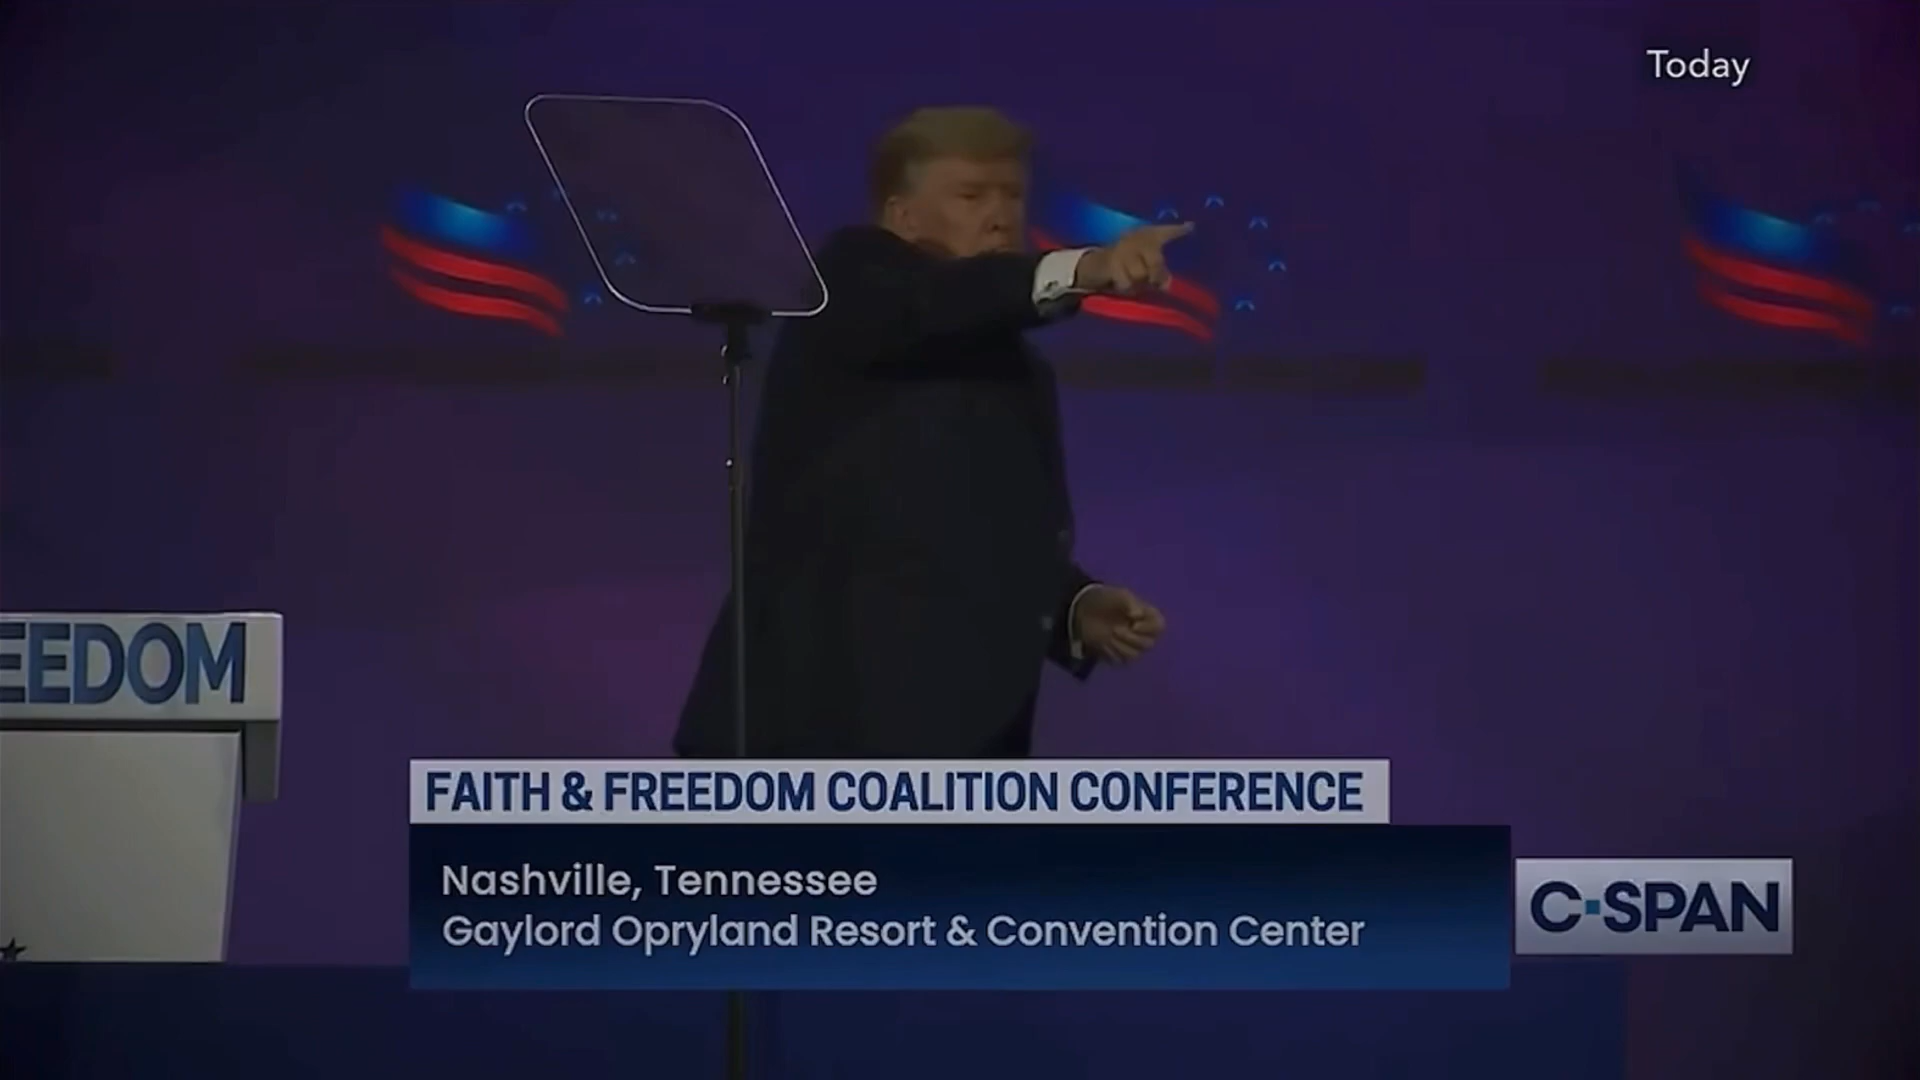 Today
EEDOM
FAITH & FREEDOM COALITION CONFERENCE
Nashville, Tennessee
Gaylord Opryland Resort & Convention Center
C-SPAN